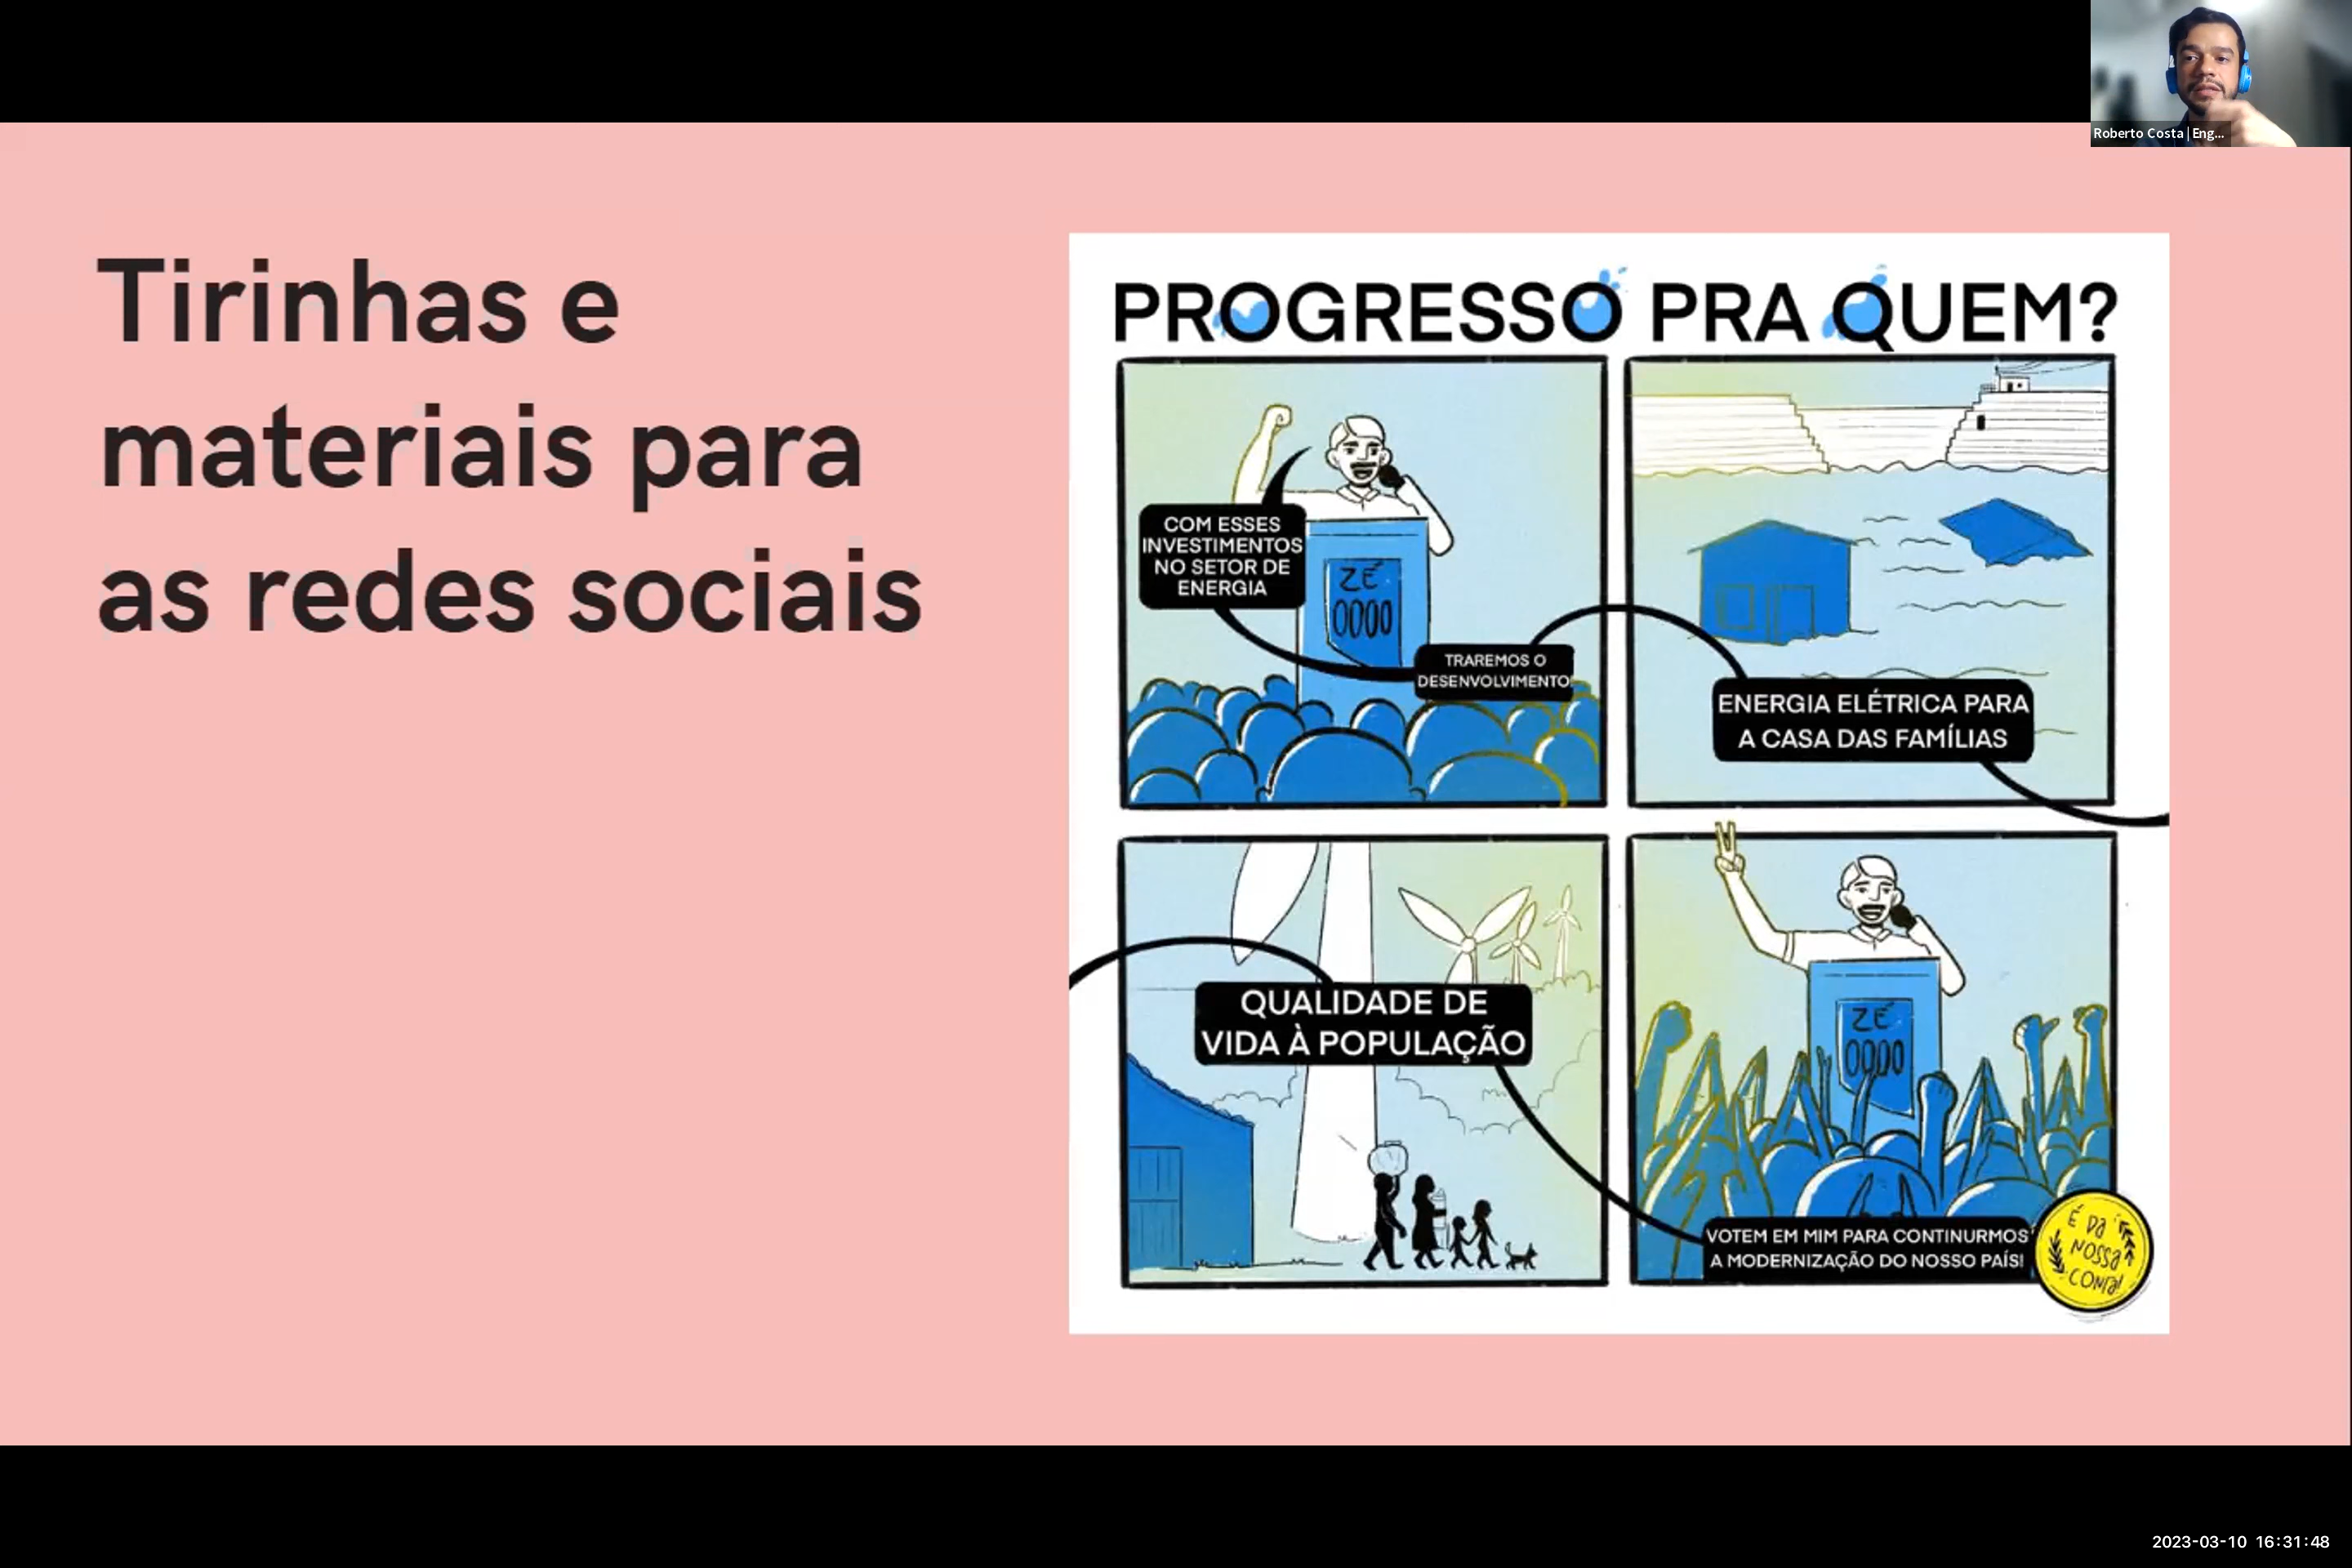 Roberto Costa | Eng...
Tirinhas e
materiais para
as redes sociais
PROGRESSO PRA QUEM?
COM ESSES
INVESTIMENTOS
NO SETOR DE
ENERGIA
ZÉ
0000
TRAREMOS O
DESENVOLVIMENTO
ENERGIA ELÉTRICA PARA
A CASA DAS FAMÍLIAS
QUALIDADE DE
VIDA À POPULAÇÃO
ZÉ
0000
VOTEM EM MIM PARA CONTINURMOS
A MODERNIZAÇÃO DO NOSSO PAÍS!
É DA
NOSSA
CONTA!
2023-03-10 16:31:48